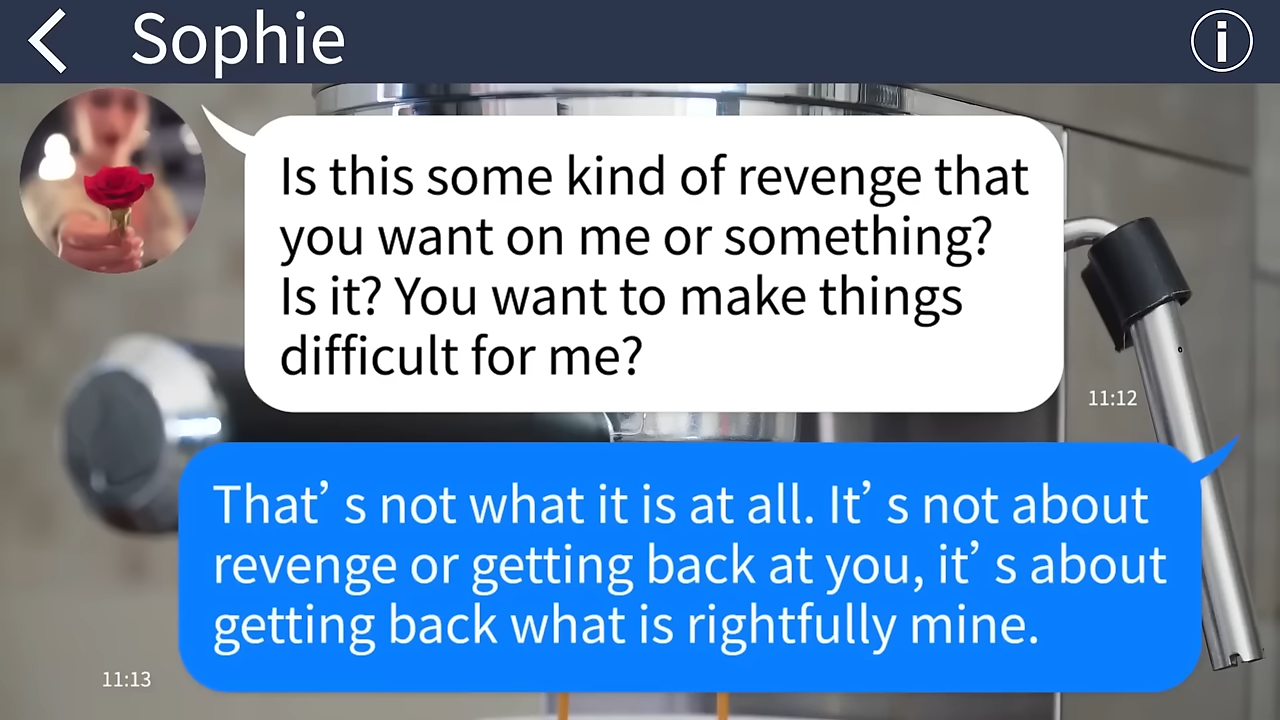 Sophie
Is this some kind of revenge that
you want on me or something?
Is it? You want to make things
difficult for me?
11:12
That’ s not what it is at all. It’ s not about
revenge or getting back at you, it’ s about
getting back what is rightfully mine.
11:13